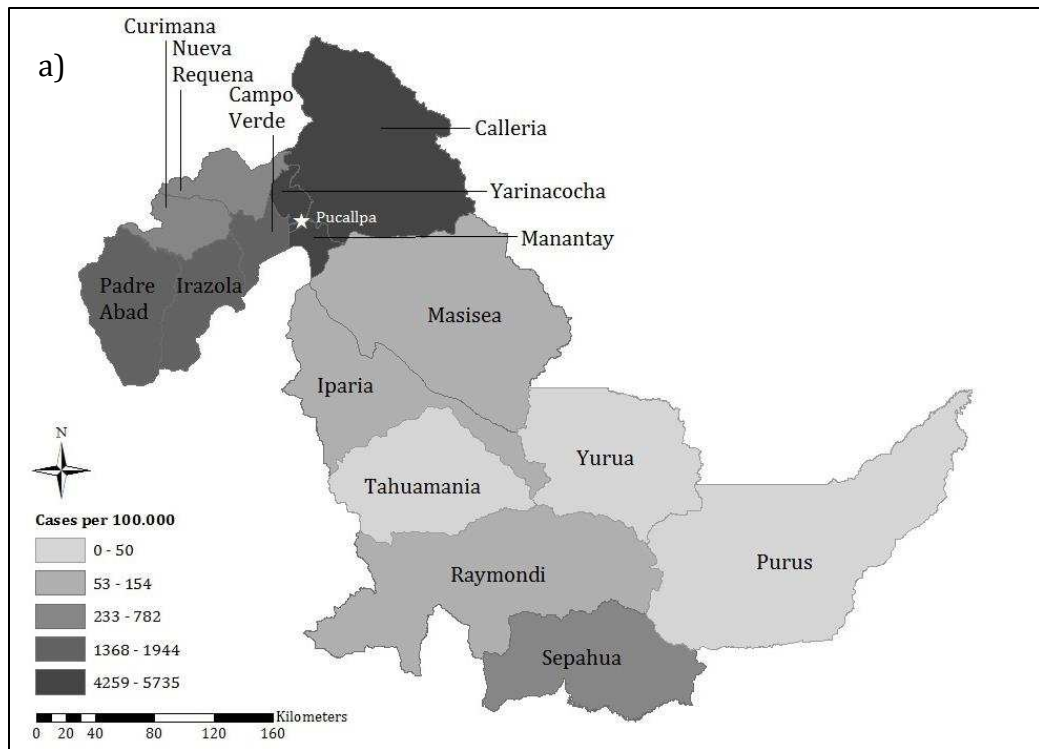 a)
Curimana
Nueva
Requena
Campo
Verde
Calleria
Yarinacocha
Pucallpa
Manantay
Padre
Abad
Irazola
Masisea
Iparia
Yurua
Tahuamania
Purus
Raymondi
Sepahua
N
Cases per 100.000
0 - 50
53 - 154
233 - 782
1368 - 1944
4259 - 5735
Kilometers
0 20 40 80 120 160